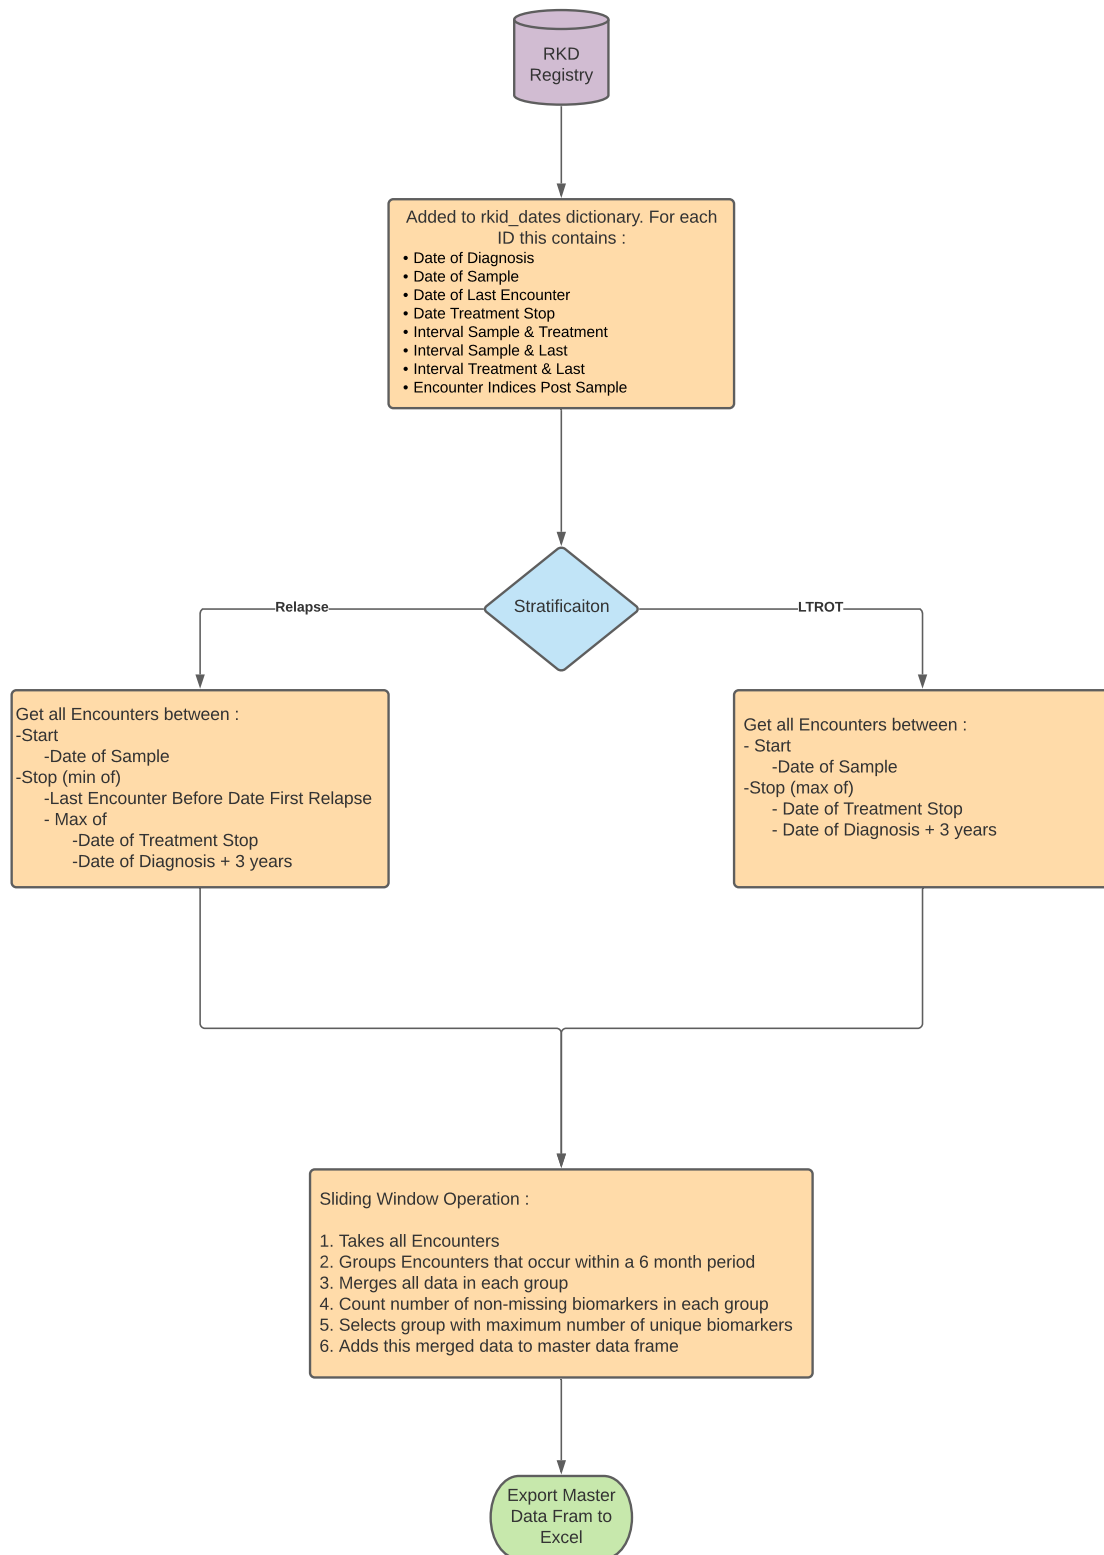 RKD
Registry
Added to rkid_dates dictionary. For each
ID this contains :
• Date of Diagnosis
• Date of Sample
• Date of Last Encounter
• Date Treatment Stop
• Interval Sample & Treatment
• Interval Sample & Last
• Interval Treatment & Last
• Encounter Indices Post Sample
Stratificaiton
Relapse
LTROT
Get all Encounters between :
-Start
-Date of Sample
-Stop (min of)
-Last Encounter Before Date First Relapse
- Max of
-Date of Treatment Stop
-Date of Diagnosis + 3 years
Get all Encounters between :
- Start
-Date of Sample
-Stop (max of)
- Date of Treatment Stop
- Date of Diagnosis + 3 years
Sliding Window Operation :
1. Takes all Encounters
2. Groups Encounters that occur within a 6 month period
3. Merges all data in each group
4. Count number of non-missing biomarkers in each group
5. Selects group with maximum number of unique biomarkers
6. Adds this merged data to master data frame
Export Master
Data Fram to
Excel